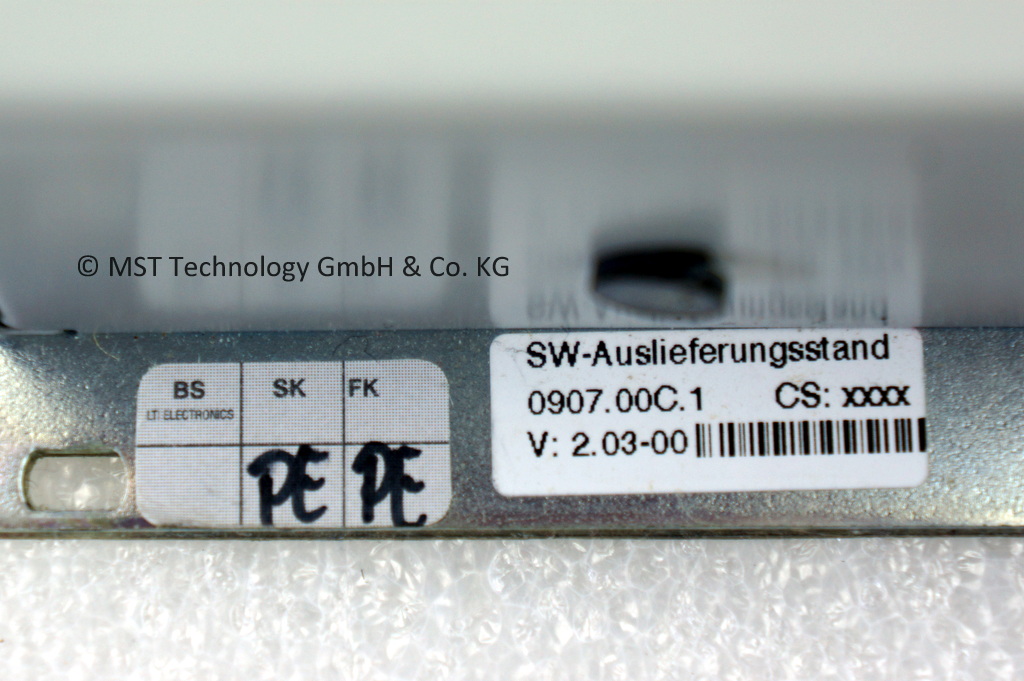 © MST Technology GmbH & Co. KG
BS SK FK
LTI ELECTRONICS
PE PE
SW-Auslieferungsstand
0907.00C.1 CS: xxxx
V: 2.03-00